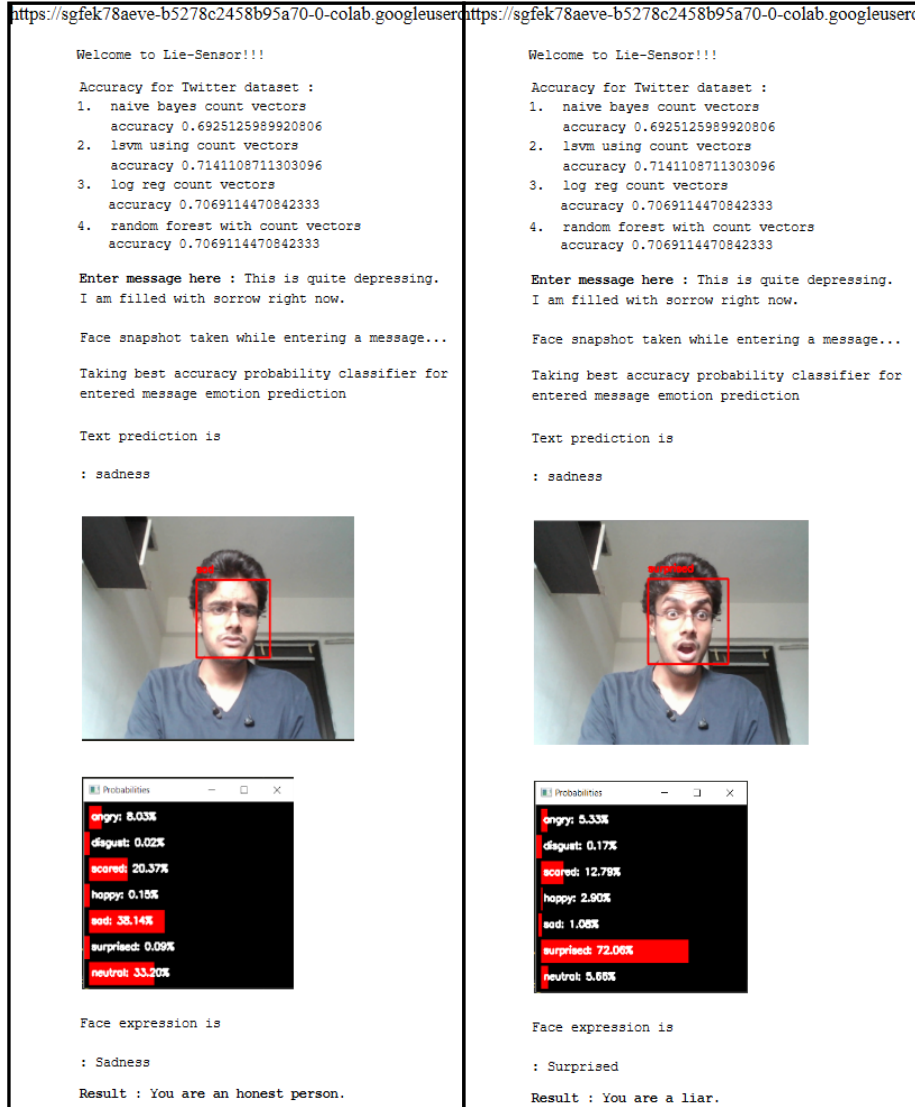 https://sgfek78aeve-b5278c2458b95a70-0-colab.googleuserc
Welcome to Lie-Sensor!!!
Accuracy for Twitter dataset :
1. naive bayes count vectors
accuracy 0.6925125989920806
2. lsvm using count vectors
accuracy 0.7141108711303096
3. log reg count vectors
accuracy 0.7069114470842333
4. random forest with count vectors
accuracy 0.7069114470842333
Enter message here : This is quite depressing.
I am filled with sorrow right now.
Face snapshot taken while entering a message...
Taking best accuracy probability classifier for
entered message emotion prediction
Text prediction is
: sadness
sad
Probabilities
angry: 8.03%
disgust: 0.02%
scared: 20.37%
happy: 0.15%
sad: 38.14%
surprised: 0.09%
neutral: 33.20%
Face expression is
: Sadness
Result : You are an honest person.
https://sgfek78aeve-b5278c2458b95a70-0-colab.googleuserc
Welcome to Lie-Sensor!!!
Accuracy for Twitter dataset :
1. naive bayes count vectors
accuracy 0.6925125989920806
2. lsvm using count vectors
accuracy 0.7141108711303096
3. log reg count vectors
accuracy 0.7069114470842333
4. random forest with count vectors
accuracy 0.7069114470842333
Enter message here : This is quite depressing.
I am filled with sorrow right now.
Face snapshot taken while entering a message...
Taking best accuracy probability classifier for
entered message emotion prediction
Text prediction is
: sadness
surprised
Probabilities
angry: 5.33%
disgust: 0.17%
scared: 12.79%
happy: 2.90%
sad: 1.08%
surprised: 72.06%
neutral: 5.66%
Face expression is
: Surprised
Result : You are a liar.